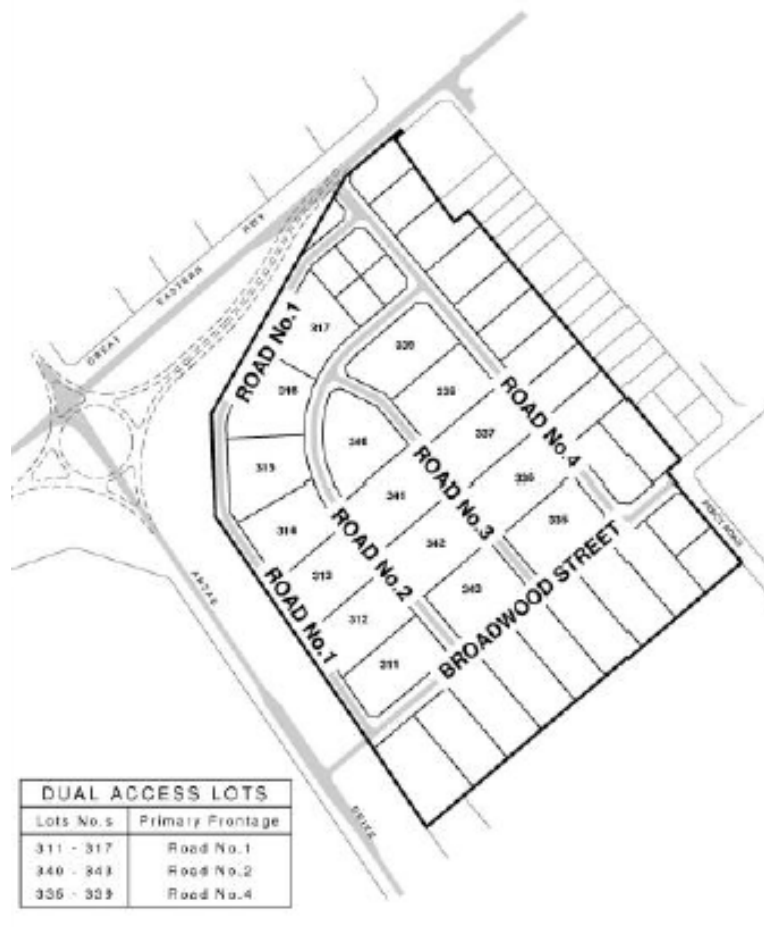 GREAT EASTERN HWY
ROAD No.1
317
339
316
338
ROAD No.4
315
340
337
ROAD No.3
336
341
314
ROAD No.2
335
342
PERCY ROAD
313
ABZAC
343
BROADWOOD STREET
ROAD No.1
312
311
DRIVE
DUAL ACCESS LOTS
Lots No.s Primary Frontage
311 - 317 Road No.1
340 - 343 Road No.2
335 - 339 Road No.4